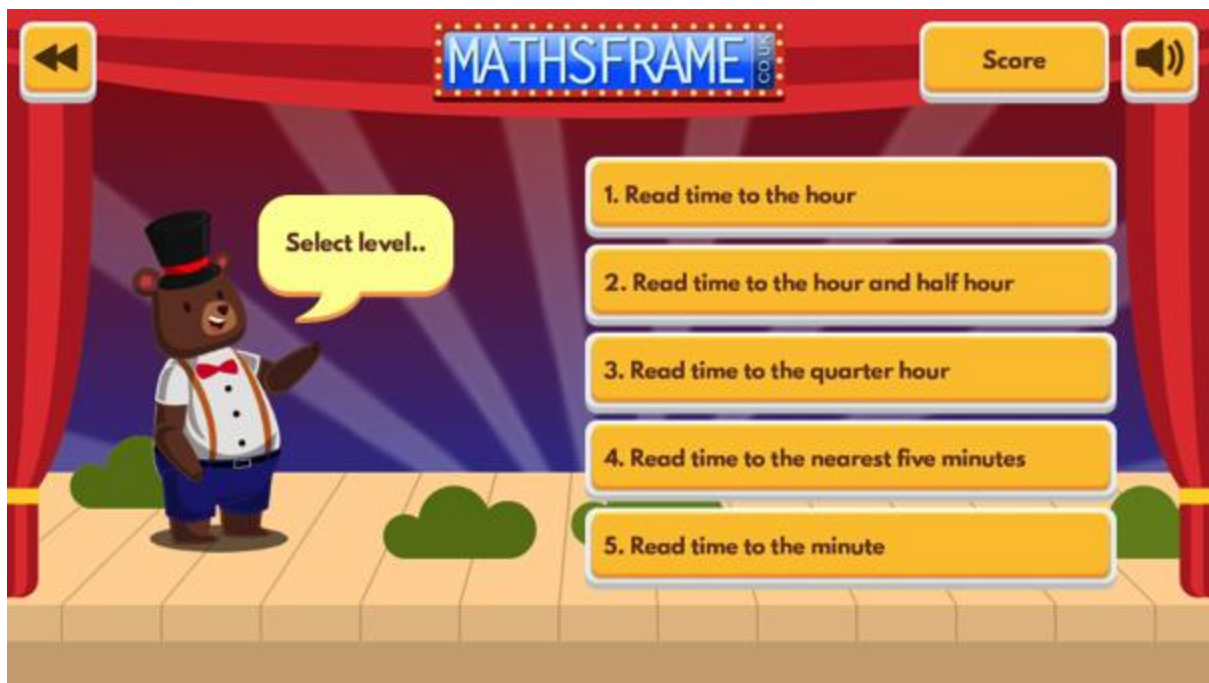 MATHSFRAME .CO.UK
Score
Select level..
1. Read time to the hour
2. Read time to the hour and half hour
3. Read time to the quarter hour
4. Read time to the nearest five minutes
5. Read time to the minute